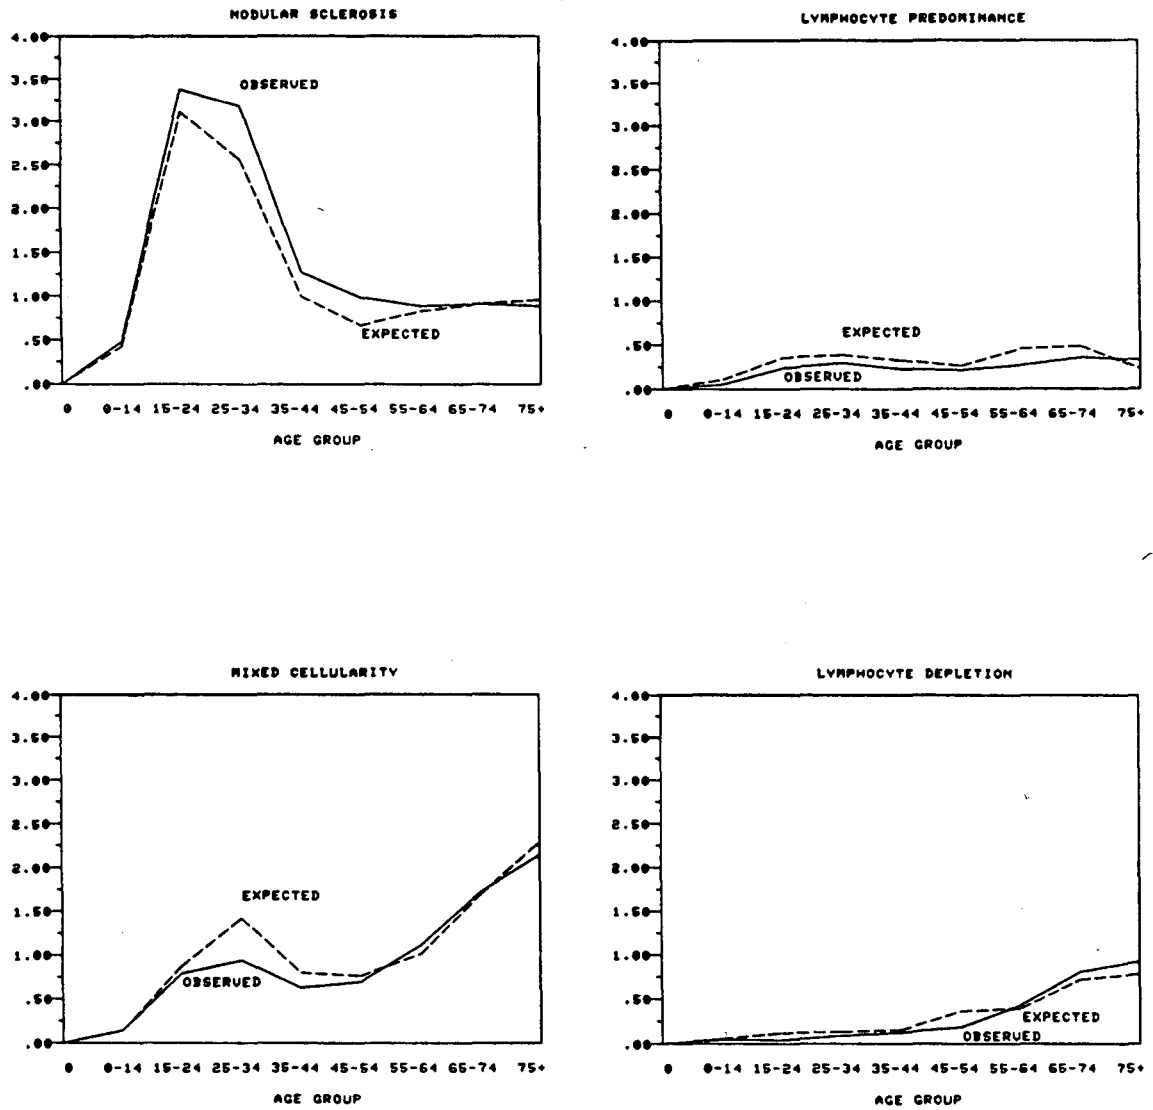 NODULAR SCLEROSIS
4.00
3.50
3.00
2.50
2.00
1.50
1.00
.50
.00
OBSERVED
EXPECTED
0 0-14 15-24 25-34 35-44 45-54 55-64 65-74 75+
AGE GROUP
LYMPHOCYTE PREDOMINANCE
4.00
3.50
3.00
2.50
2.00
1.50
1.00
.50
.00
EXPECTED
OBSERVED
0 0-14 15-24 25-34 35-44 45-54 55-64 65-74 75+
AGE GROUP
MIXED CELLULARITY
4.00
3.50
3.00
2.50
2.00
1.50
1.00
.50
.00
EXPECTED
OBSERVED
0 0-14 15-24 25-34 35-44 45-54 55-64 65-74 75+
AGE GROUP
LYMPHOCYTE DEPLETION
4.00
3.50
3.00
2.50
2.00
1.50
1.00
.50
.00
EXPECTED
OBSERVED
0 0-14 15-24 25-34 35-44 45-54 55-64 65-74 75+
AGE GROUP